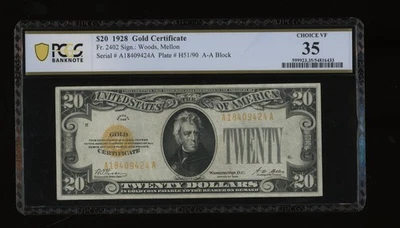 PCGS
BANKNOTE
$20 1928 Gold Certificate
Fr. 2402 Sign.: Woods, Mellon
Serial # A18409424A Plate # H51/90 A-A Block
CHOICE VF
35
20 UNITED STATES OF AMERICA 20
A18409424A
GOLD
CERTIFICATE
TWENTY
A18409424A
Washington, D.C.
20 TWENTY DOLLARS 20